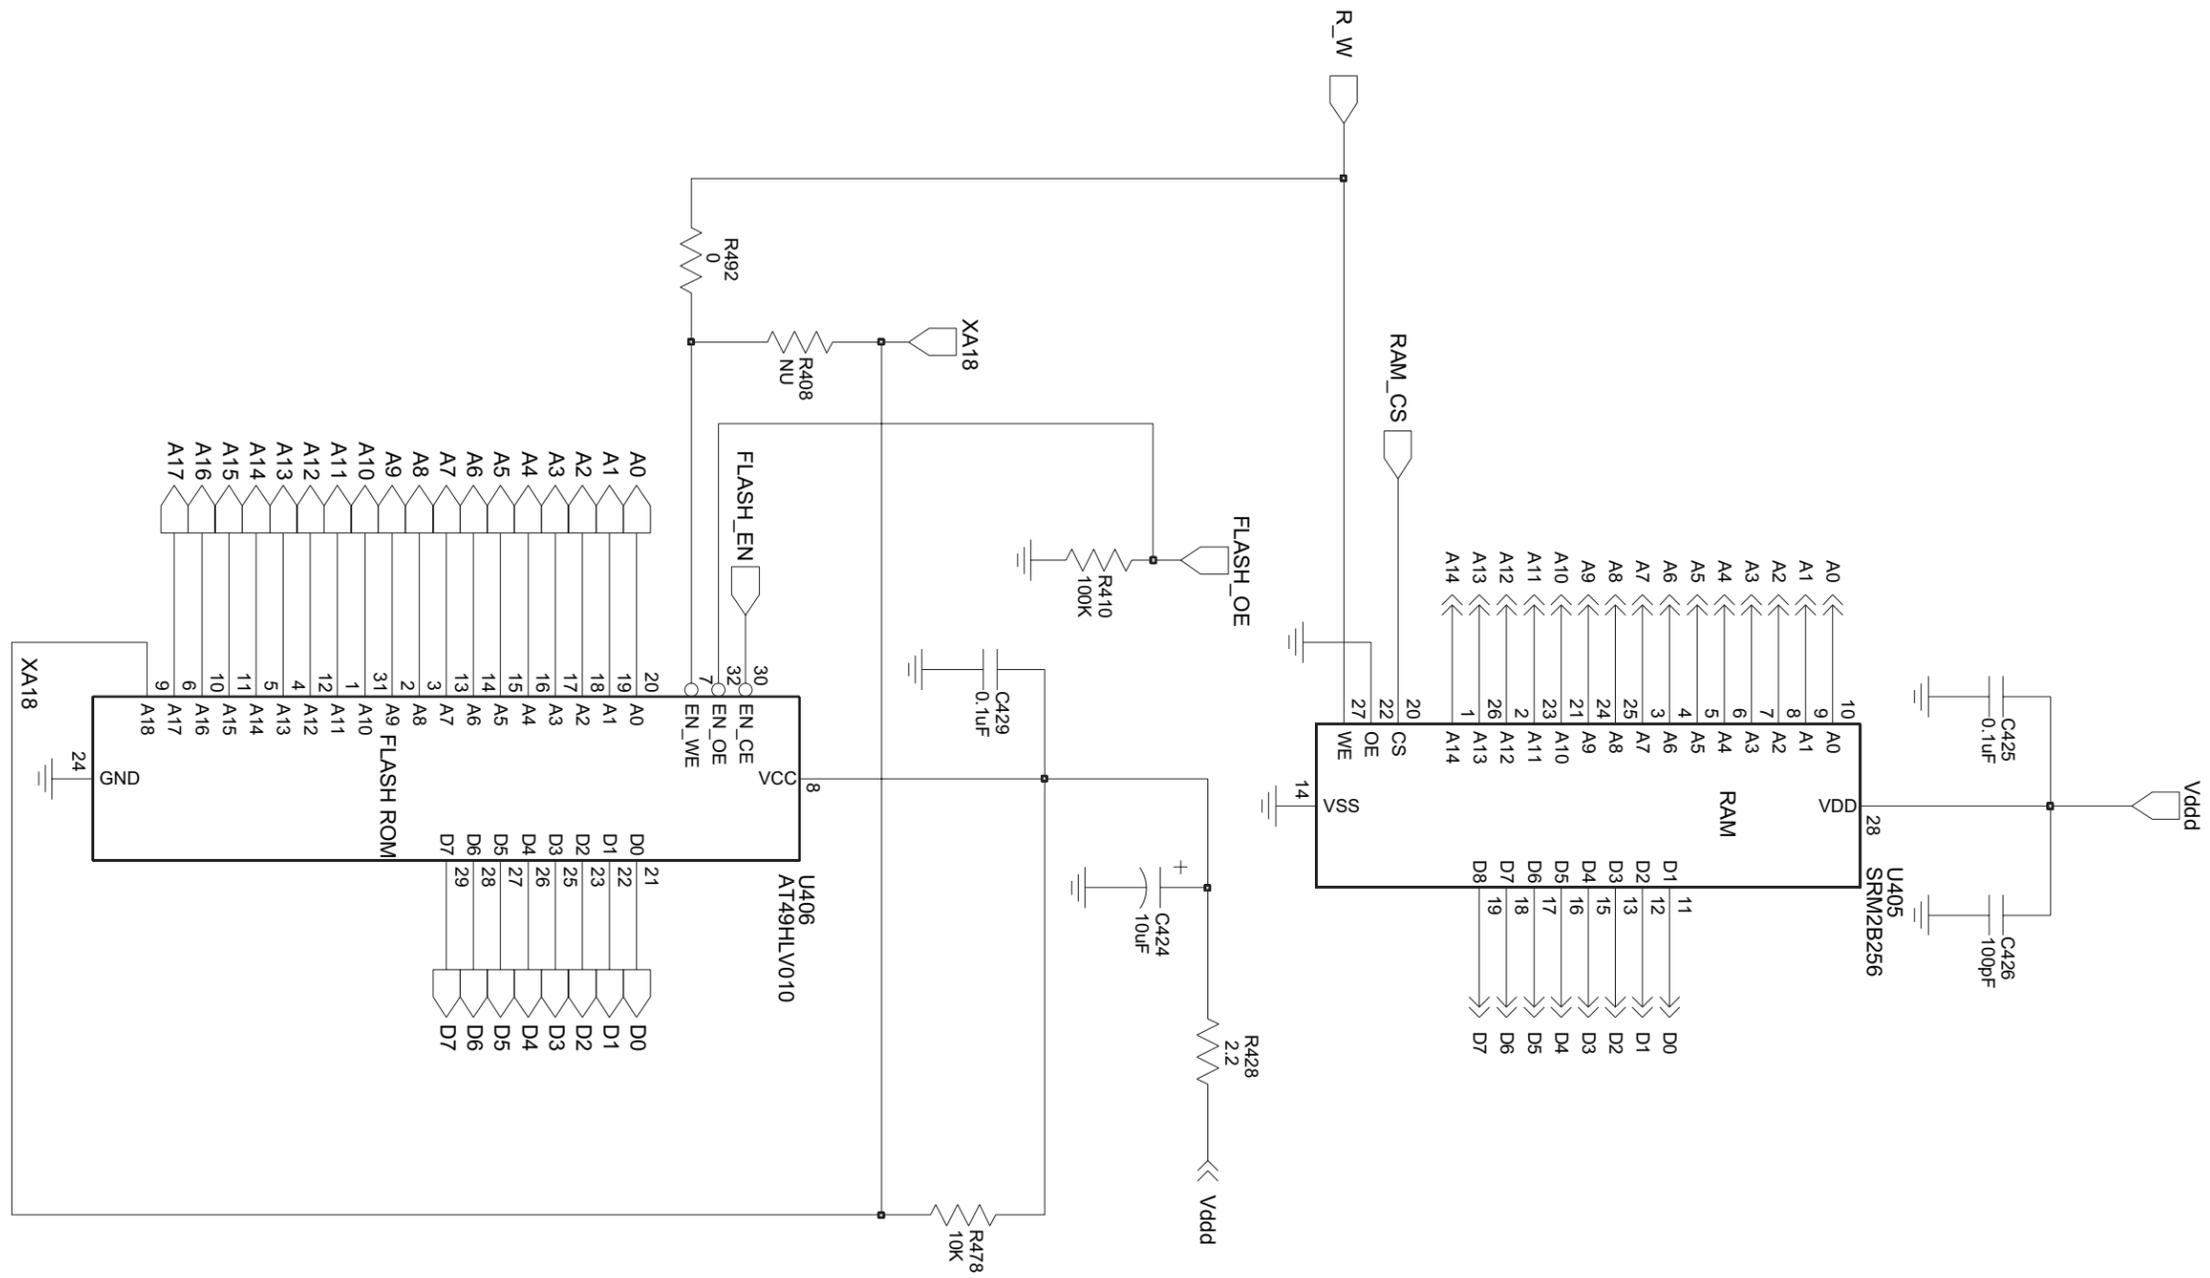 Vddd
C425
0.1uF
C426
100pF
U405
SRM2B256
28
VDD
RAM
A0 10 A0
A1 9 A1
A2 8 A2
A3 7 A3
A4 6 A4
A5 5 A5
A6 4 A6 D1 11 D0
A7 3 A7 D2 12 D1
A8 25 A8 D3 13 D2
A9 24 A9 D4 15 D3
A10 21 A10 D5 16 D4
A11 23 A11 D6 17 D5
A12 2 A12 D7 18 D6
A13 26 A13 D8 19 D7
A14 1 A14
RAM_CS 20 CS
22 OE
R_W 27 WE
VSS
14
FLASH_OE
R428
2.2
Vddd
+
C424
10uF
R410
100K
C429
0.1uF
R478
10K
XA18
R408
NU
R492
0
U406
AT49HLV010
8
VCC
FLASH_EN 30 EN_CE
32 EN_OE
7 EN_WE
A0 20 A0 D0 21 D0
A1 19 A1 D1 22 D1
A2 18 A2 D2 23 D2
A3 17 A3 D3 25 D3
A4 16 A4 D4 26 D4
A5 15 A5 D5 27 D5
A6 14 A6 D6 28 D6
A7 13 A7 D7 29 D7
A8 3 A8
A9 2 A9
FLASH ROM
A10 31 A10
A11 1 A11
A12 12 A12
A13 4 A13
A14 5 A14
A15 11 A15
A16 10 A16
A17 6 A17
9 A18
GND
24
XA18